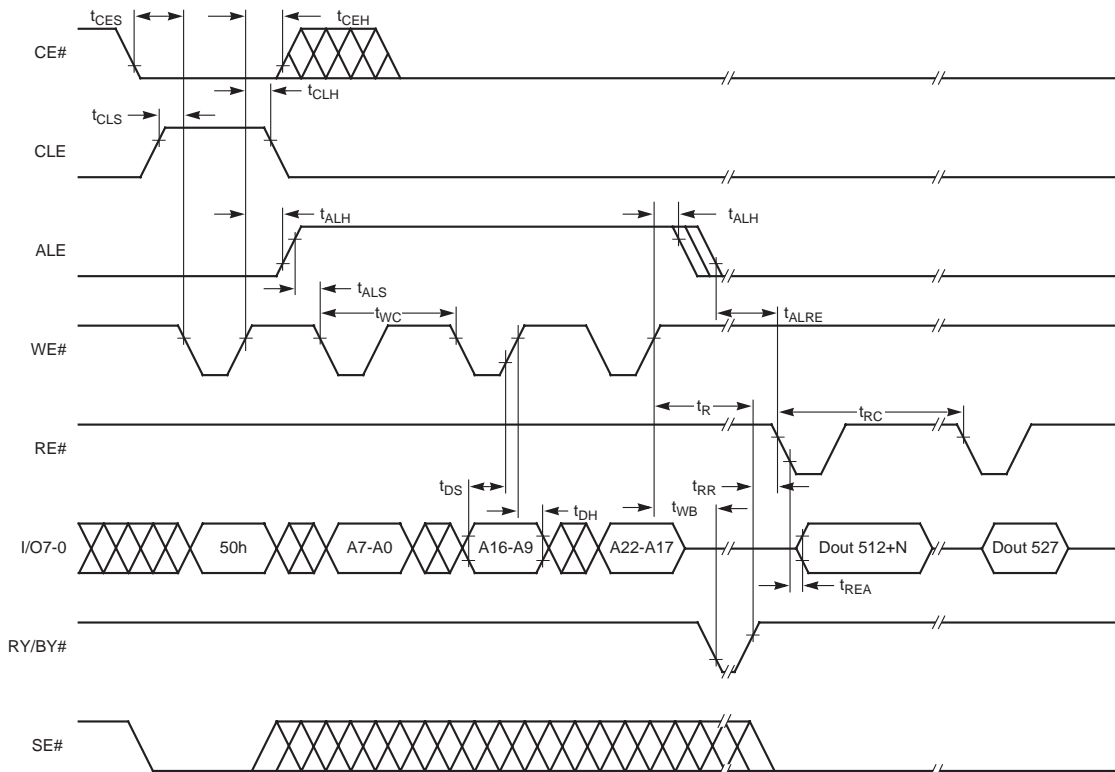 tCES
tCEH
CE#
tCLH
tCLS
CLE
tALH
tALH
ALE
tALS
tWC
tALRE
WE#
tR
tRC
RE#
tDS
tRR
tDH
tWB
I/O7-0
50h
A7-A0
A16-A9
A22-A17
Dout 512+N
Dout 527
tREA
RY/BY#
SE#